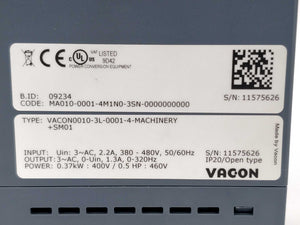 CE
c UL US LISTED
9D42
POWER CONVERSION EQUIPMENT
B.ID: 09234
CODE: MA010-0001-4M1N0-3SN-0000000000
S/N: 11575626
TYPE: VACON0010-3L-0001-4-MACHINERY
+SM01
S/N: 11575626
Input: Uin: 3~AC, 2.2A, 380 - 480V, 50/60Hz
Output: 3~AC, 0-Uin, 1.3A, 0-320Hz
IP20/Open type
Power: 0.37kW : 400V / 0.5 HP : 460V
VACON
Made by Vacon